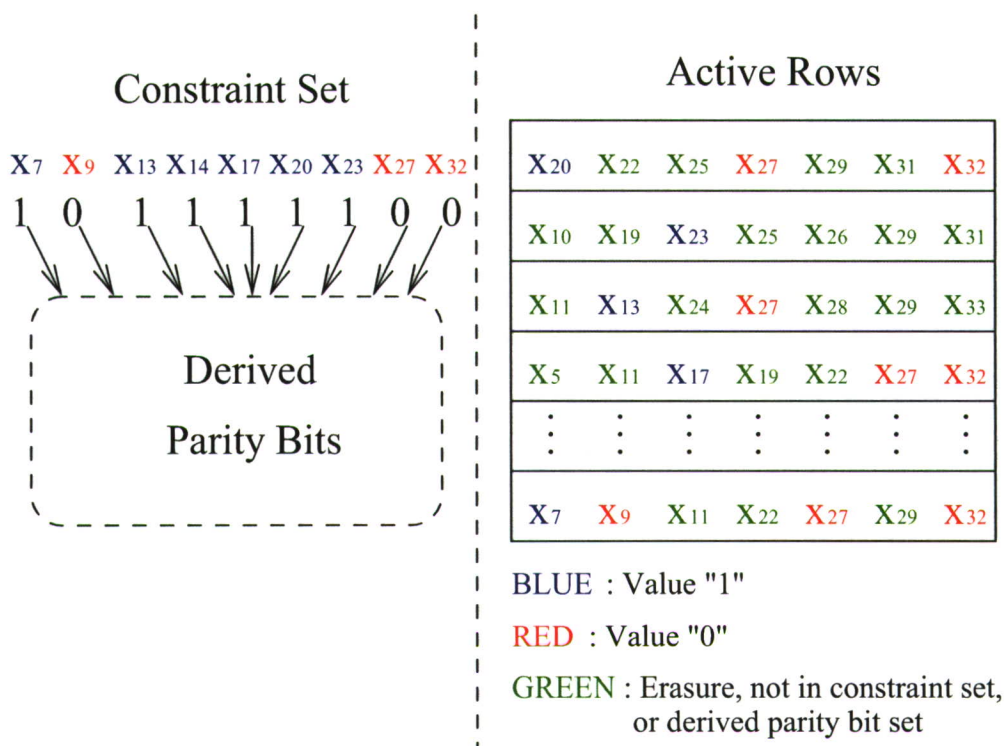 Constraint Set
X7 X9 X13 X14 X17 X20 X23 X27 X32
1 0 1 1 1 1 1 0 0
Derived
Parity Bits
Active Rows
X20 X22 X25 X27 X29 X31 X32
X10 X19 X23 X25 X26 X29 X31
X11 X13 X24 X27 X28 X29 X33
X5 X11 X17 X19 X22 X27 X32
⋮ ⋮ ⋮ ⋮ ⋮ ⋮ ⋮
X7 X9 X11 X22 X27 X29 X32
BLUE : Value "1"
RED : Value "0"
GREEN : Erasure, not in constraint set,
or derived parity bit set